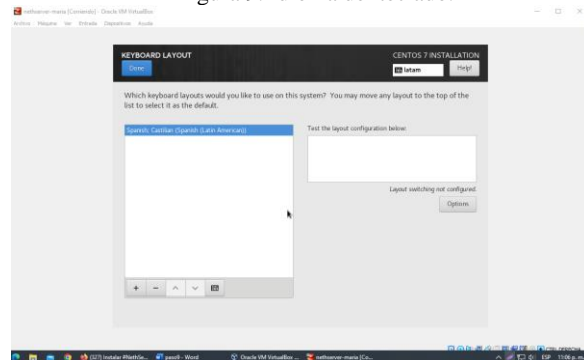 nethserver-maria [Corriendo] - Oracle VM VirtualBox
Archivo Máquina Ver Entrada Dispositivos Ayuda
KEYBOARD LAYOUT
CENTOS 7 INSTALLATION
Done
latam
Help!
Which keyboard layouts would you like to use on this system? You may move any layout to the top of the
list to select it as the default.
Spanish; Castilian (Spanish (Latin American))
Test the layout configuration below:
Layout switching not configured.
Options
Oracle VM VirtualBox ...
nethserver-maria [Co...
ESP 11:06 p.m.